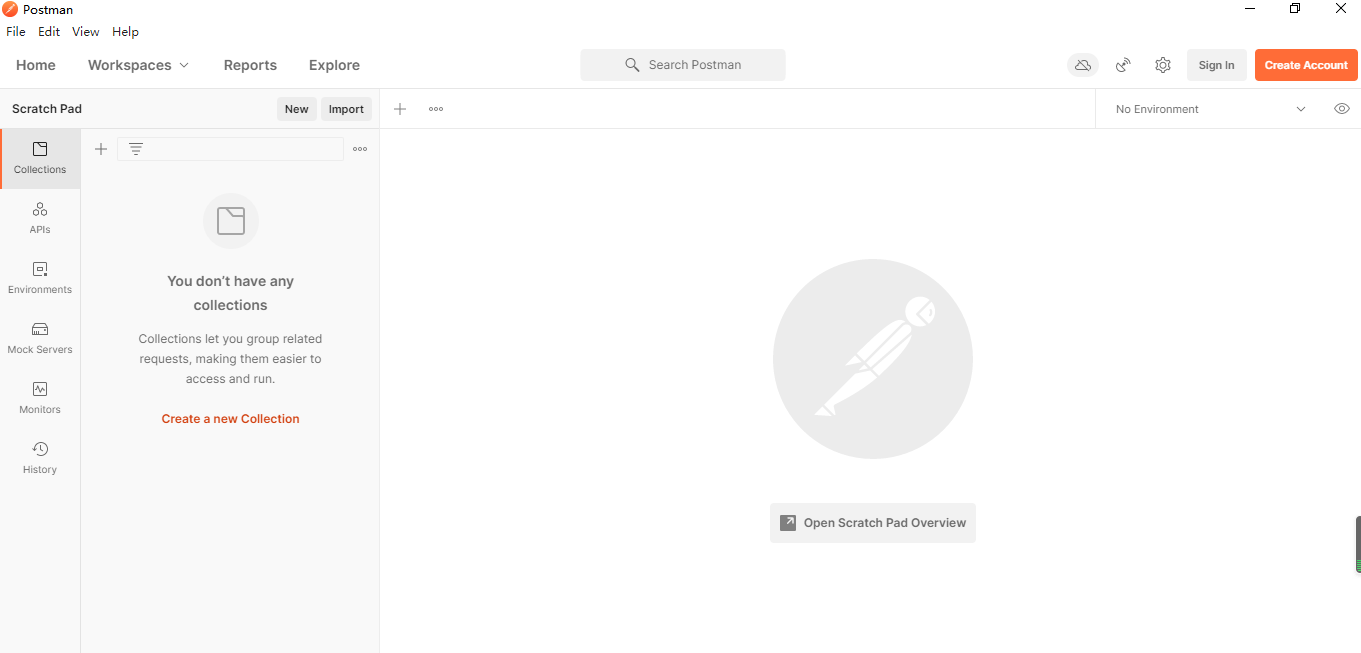 Postman
File Edit View Help
Home Workspaces Reports Explore Search Postman Sign In Create Account
Scratch Pad New Import No Environment
Collections
APIs
Environments
Mock Servers
Monitors
History
You don’t have any
collections
Collections let you group related
requests, making them easier to
access and run.
Create a new Collection
Open Scratch Pad Overview